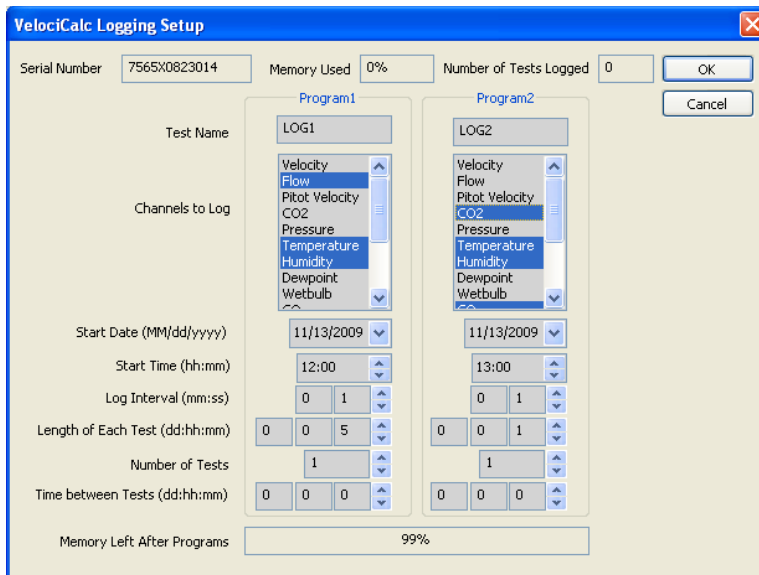 VelociCalc Logging Setup
Serial Number 7565X0823014 Memory Used 0% Number of Tests Logged 0 OK
Cancel
Program1 Program2
Test Name LOG1 LOG2
Channels to Log
Velocity
Flow
Pitot Velocity
CO2
Pressure
Temperature
Humidity
Dewpoint
Wetbulb
CO
Velocity
Flow
Pitot Velocity
CO2
Pressure
Temperature
Humidity
Dewpoint
Wetbulb
CO
Start Date (MM/dd/yyyy) 11/13/2009 11/13/2009
Start Time (hh:mm) 12:00 13:00
Log Interval (mm:ss) 0 1 0 1
Length of Each Test (dd:hh:mm) 0 0 5 0 0 1
Number of Tests 1 1
Time between Tests (dd:hh:mm) 0 0 0 0 0 0
Memory Left After Programs 99%